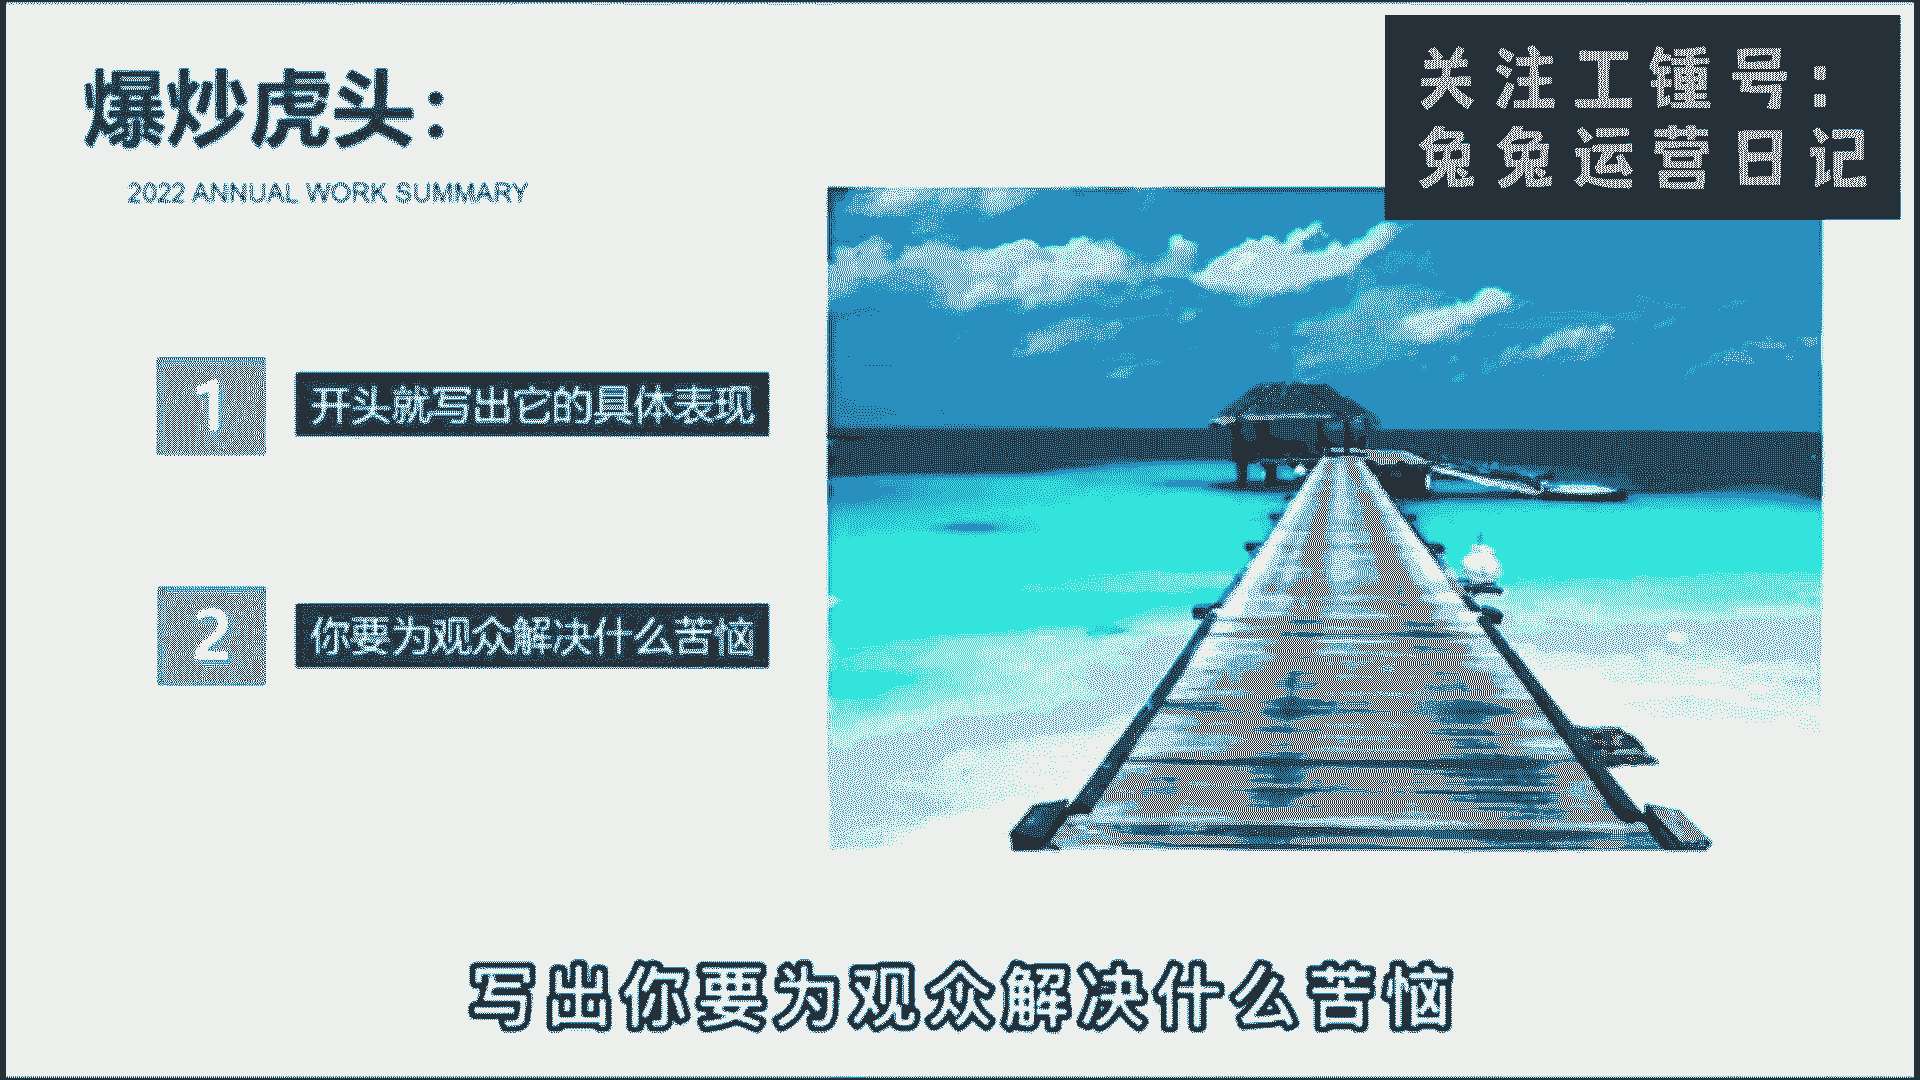 爆炒虎头：
2022 ANNUAL WORK SUMMARY
关注工锺号：
兔兔运营日记
1
开头就写出它的具体表现
2
你要为观众解决什么苦恼
写出你要为观众解决什么苦恼